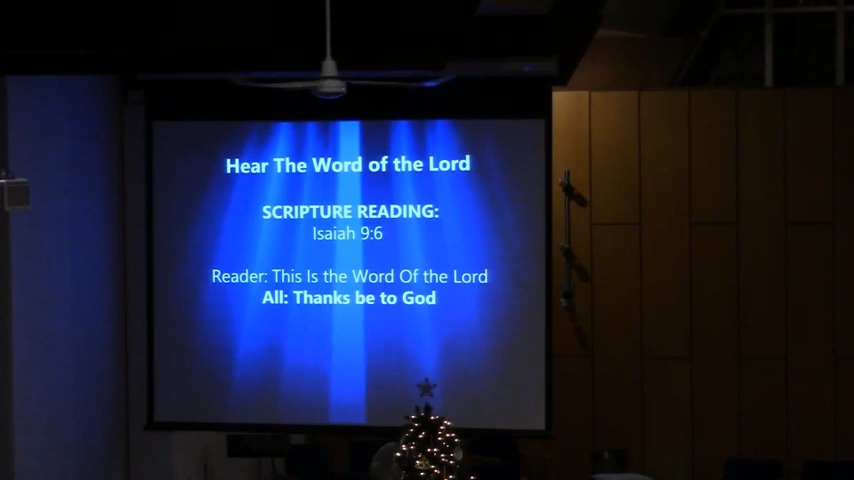 Hear The Word of the Lord
SCRIPTURE READING:
Isaiah 9:6
Reader: This Is the Word Of the Lord
All: Thanks be to God